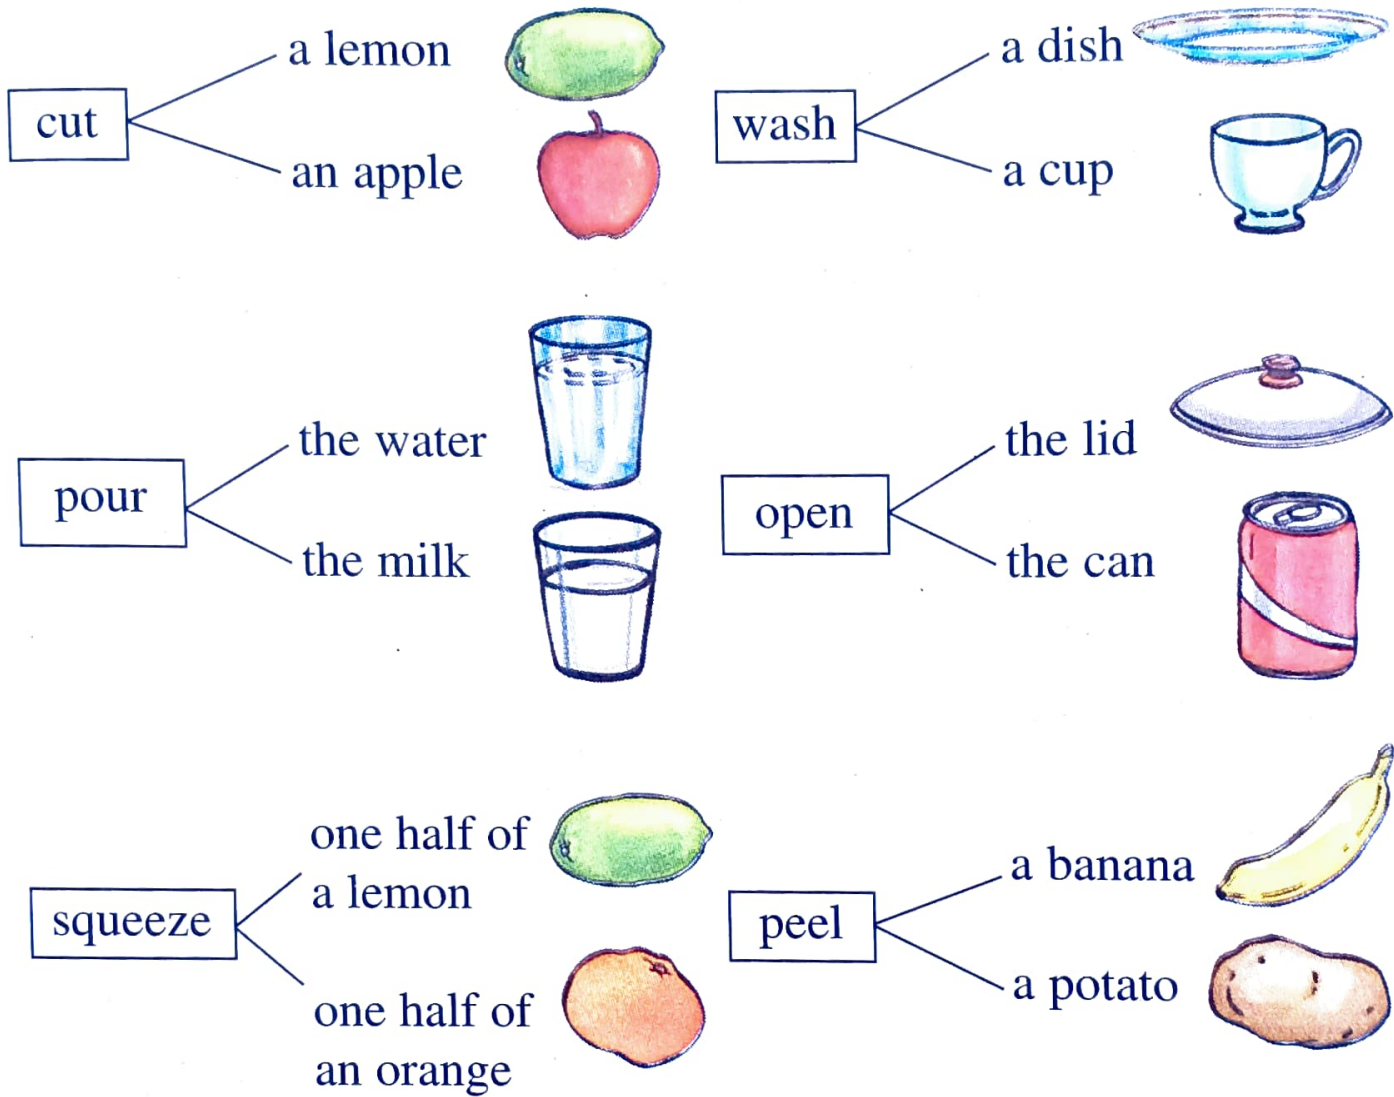 cut
a lemon
an apple
wash
a dish
a cup
pour
the water
the milk
open
the lid
the can
squeeze
one half of
a lemon
one half of
an orange
peel
a banana
a potato